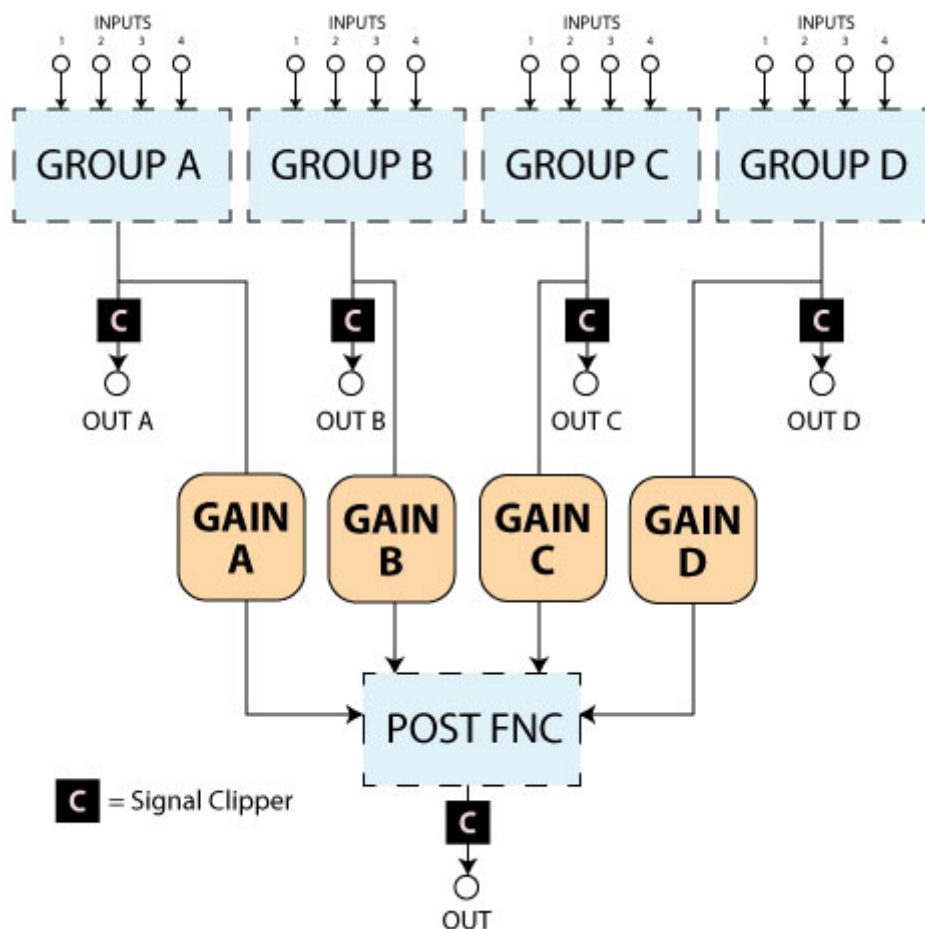 INPUTS INPUTS INPUTS INPUTS
1 2 3 4 1 2 3 4 1 2 3 4 1 2 3 4
GROUP A GROUP B GROUP C GROUP D
C C C C
OUT A OUT B OUT C OUT D
GAIN A GAIN B GAIN C GAIN D
POST FNC
C = Signal Clipper
C
OUT